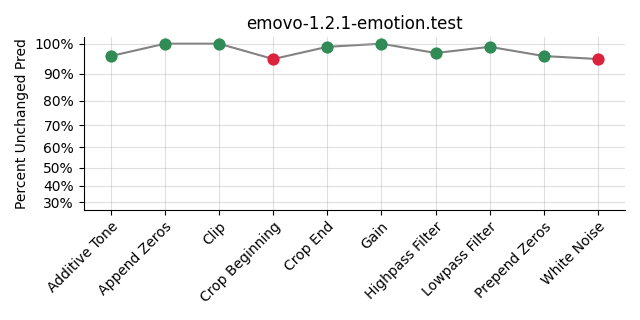 emovo-1.2.1-emotion.test
Percent Unchanged Pred
100%
90%
80%
70%
60%
50%
40%
30%
Additive Tone
Append Zeros
Clip
Crop Beginning
Crop End
Gain
Highpass Filter
Lowpass Filter
Prepend Zeros
White Noise